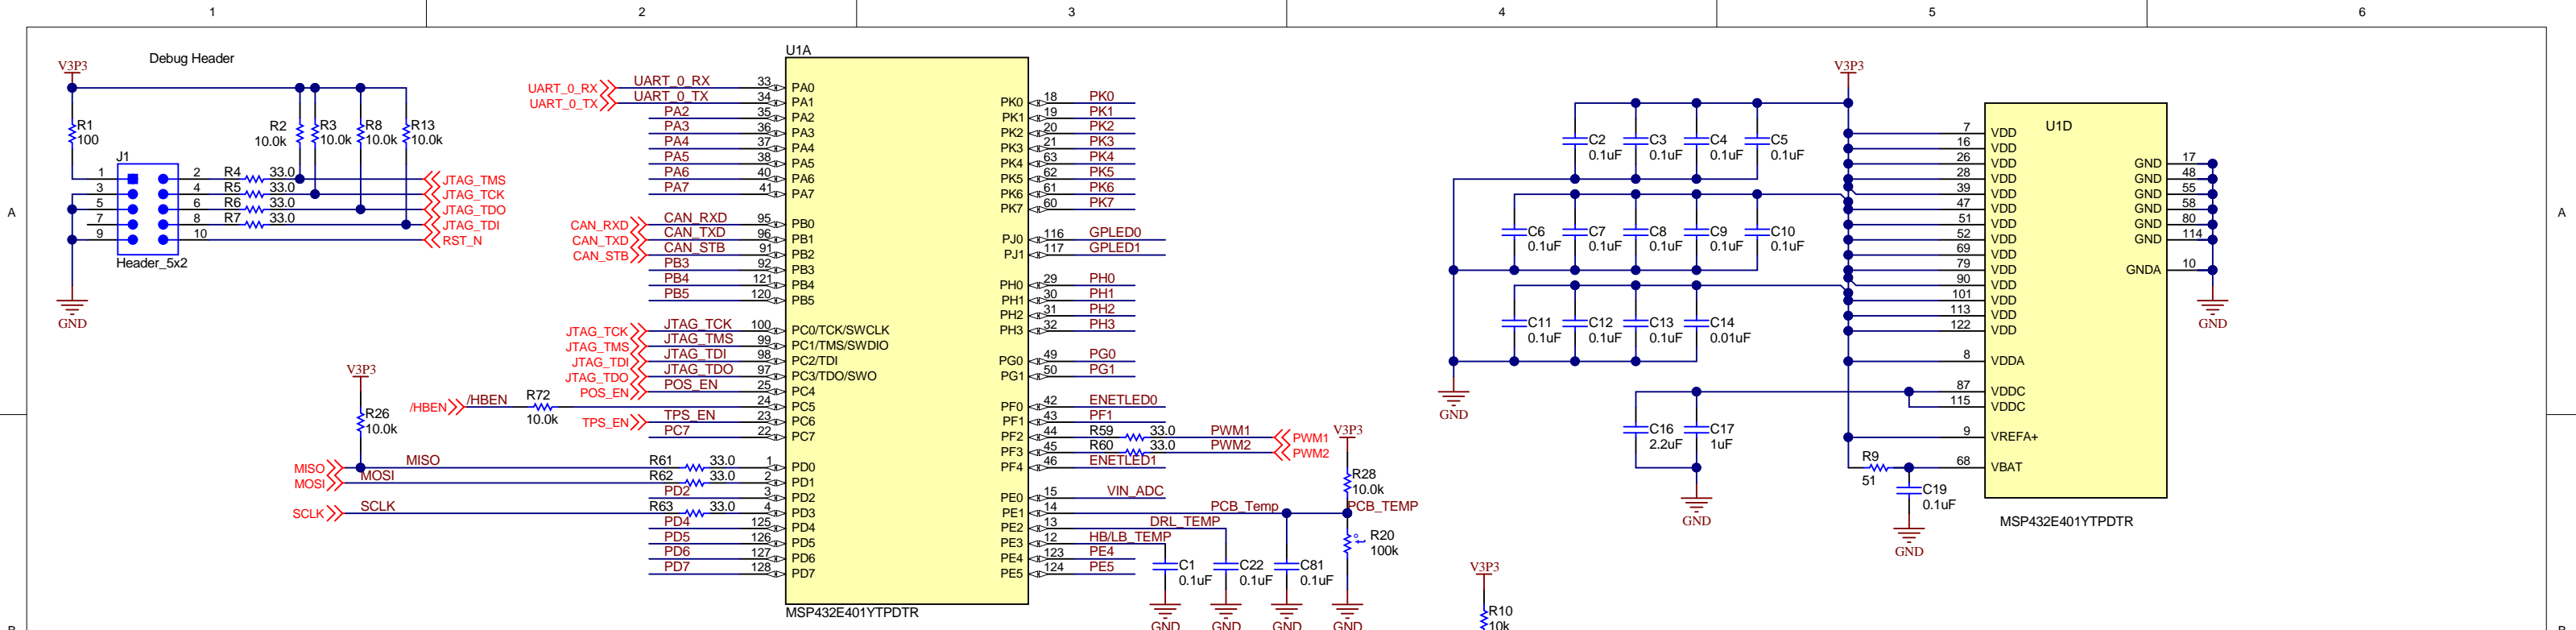 1 2 3 4 5 6
A A
Debug Header
V3P3
R1
100
R2
10.0k
R3
10.0k
R8
10.0k
R13
10.0k
J1
1 2 R4 33.0 JTAG_TMS
3 4 R5 33.0 JTAG_TCK
5 6 R6 33.0 JTAG_TDO
7 8 R7 33.0 JTAG_TDI
9 10 RST_N
Header_5x2
GND
U1A
UART_0_RX UART_0_RX 33 PA0
UART_0_TX UART_0_TX 34 PA1
PA2 35 PA2
PA3 36 PA3
PA4 37 PA4
PA5 38 PA5
PA6 40 PA6
PA7 41 PA7
CAN_RXD CAN_RXD 95 PB0
CAN_TXD CAN_TXD 96 PB1
CAN_STB CAN_STB 91 PB2
PB3 92 PB3
PB4 121 PB4
PB5 120 PB5
JTAG_TCK JTAG_TCK 100 PC0/TCK/SWCLK
JTAG_TMS JTAG_TMS 99 PC1/TMS/SWDIO
JTAG_TDI JTAG_TDI 98 PC2/TDI
JTAG_TDO JTAG_TDO 97 PC3/TDO/SWO
POS_EN POS_EN 25 PC4
/HBEN /HBEN R72 10.0k 24 PC5
TPS_EN TPS_EN 23 PC6
PC7 22 PC7
V3P3
R26
10.0k
MISO MISO R61 33.0 1 PD0
MOSI MOSI R62 33.0 2 PD1
PD2 3 PD2
SCLK SCLK R63 33.0 4 PD3
PD4 125 PD4
PD5 126 PD5
PD6 127 PD6
PD7 128 PD7
MSP432E401YTPDTR
PK0 18 PK0
PK1 19 PK1
PK2 20 PK2
PK3 21 PK3
PK4 63 PK4
PK5 62 PK5
PK6 61 PK6
PK7 60 PK7
PJ0 116 GPLED0
PJ1 117 GPLED1
PH0 29 PH0
PH1 30 PH1
PH2 31 PH2
PH3 32 PH3
PG0 49 PG0
PG1 50 PG1
PF0 42 ENETLED0
PF1 43 PF1
PF2 44 R59 33.0 PWM1 PWM1
PF3 45 R60 33.0 PWM2 PWM2
PF4 46 ENETLED1
PE0 15 VIN_ADC
PE1 14 PCB_Temp PCB_TEMP
PE2 13 DRL_TEMP
PE3 12 HB/LB_TEMP
PE4 123 PE4
PE5 124 PE5
V3P3
R28
10.0k
R20
100k
t°
C1
0.1uF
C22
0.1uF
C81
0.1uF
GND GND GND GND
V3P3
R10
10k
V3P3
C2
0.1uF
C3
0.1uF
C4
0.1uF
C5
0.1uF
C6
0.1uF
C7
0.1uF
C8
0.1uF
C9
0.1uF
C10
0.1uF
C11
0.1uF
C12
0.1uF
C13
0.1uF
C14
0.01uF
GND
C16
2.2uF
C17
1uF
GND
R9
51
C19
0.1uF
GND
U1D
7 VDD
16 VDD
26 VDD
28 VDD
39 VDD
47 VDD
51 VDD
52 VDD
69 VDD
79 VDD
90 VDD
101 VDD
113 VDD
122 VDD
8 VDDA
87 VDDC
115 VDDC
9 VREFA+
68 VBAT
GND 17
GND 48
GND 55
GND 58
GND 80
GND 114
GNDA 10
GND
MSP432E401YTPDTR